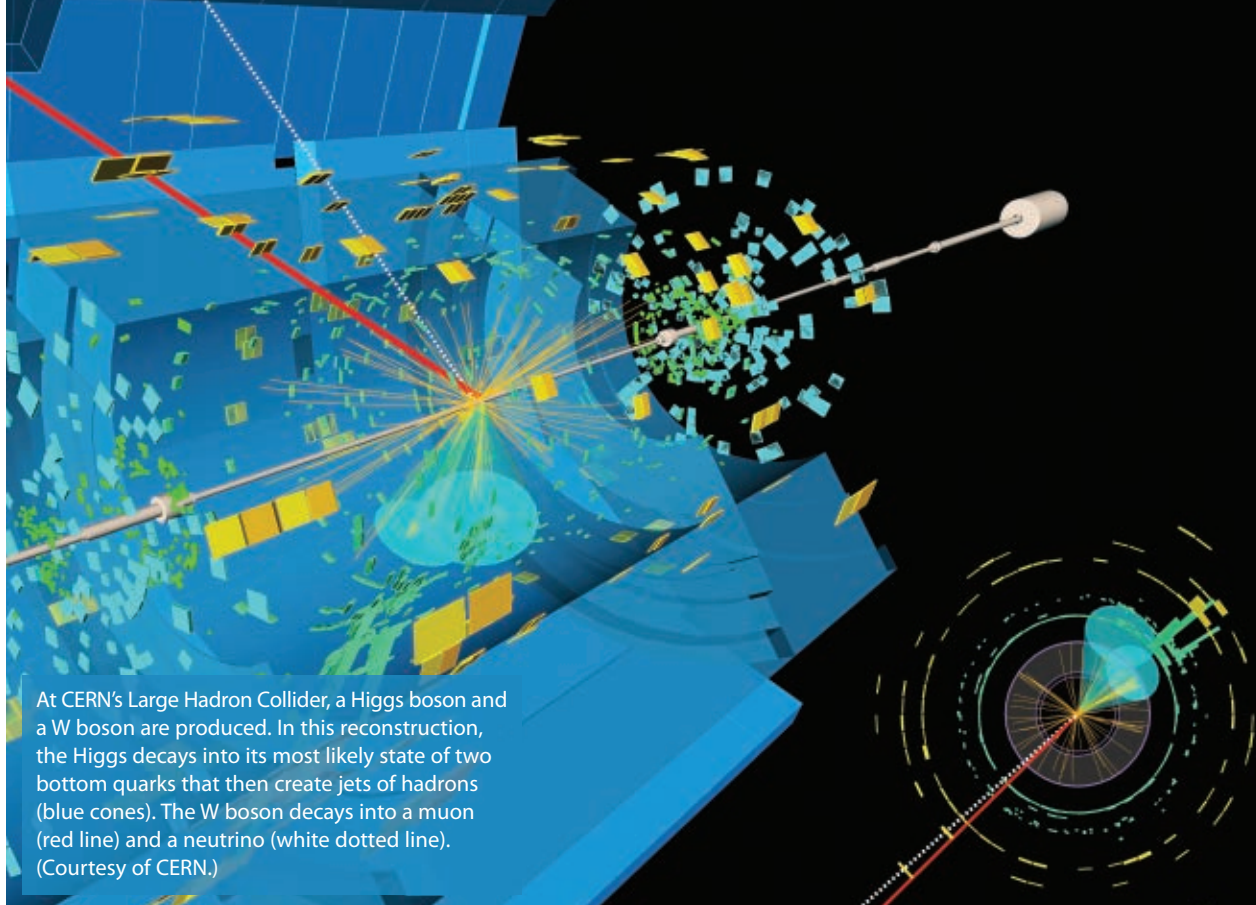 At CERN’s Large Hadron Collider, a Higgs boson and
a W boson are produced. In this reconstruction,
the Higgs decays into its most likely state of two
bottom quarks that then create jets of hadrons
(blue cones). The W boson decays into a muon
(red line) and a neutrino (white dotted line).
(Courtesy of CERN.)